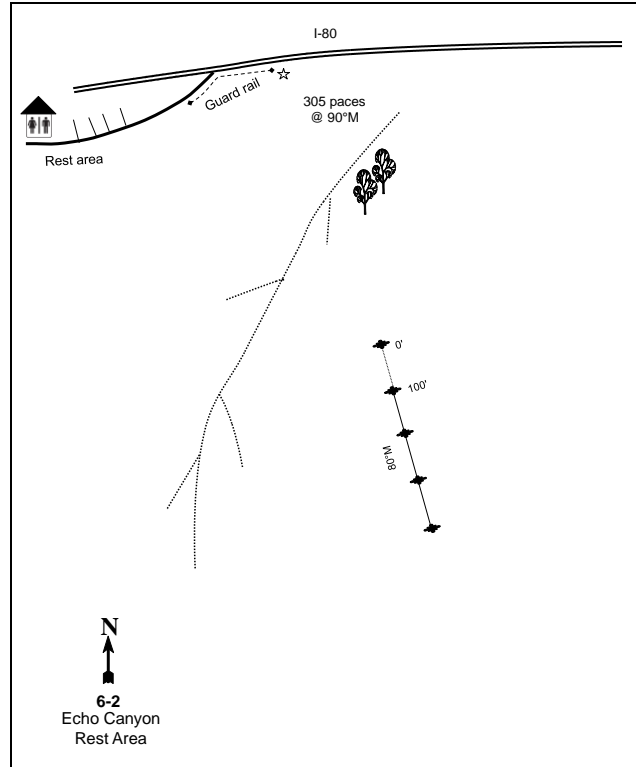 I-80
Guard rail
305 paces
@ 90°M
Rest area
0'
100'
80°M
N
6-2
Echo Canyon
Rest Area